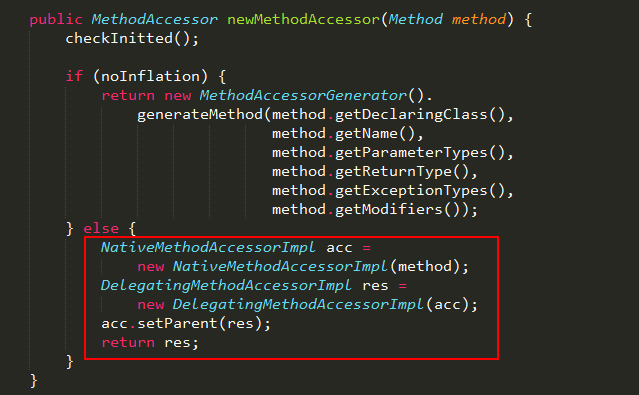 public MethodAccessor newMethodAccessor(Method method) {
    checkInitted();

    if (noInflation) {
        return new MethodAccessorGenerator().
            generateMethod(method.getDeclaringClass(),
                           method.getName(),
                           method.getParameterTypes(),
                           method.getReturnType(),
                           method.getExceptionTypes(),
                           method.getModifiers());
    } else {
        NativeMethodAccessorImpl acc =
            new NativeMethodAccessorImpl(method);
        DelegatingMethodAccessorImpl res =
            new DelegatingMethodAccessorImpl(acc);
        acc.setParent(res);
        return res;
    }
}